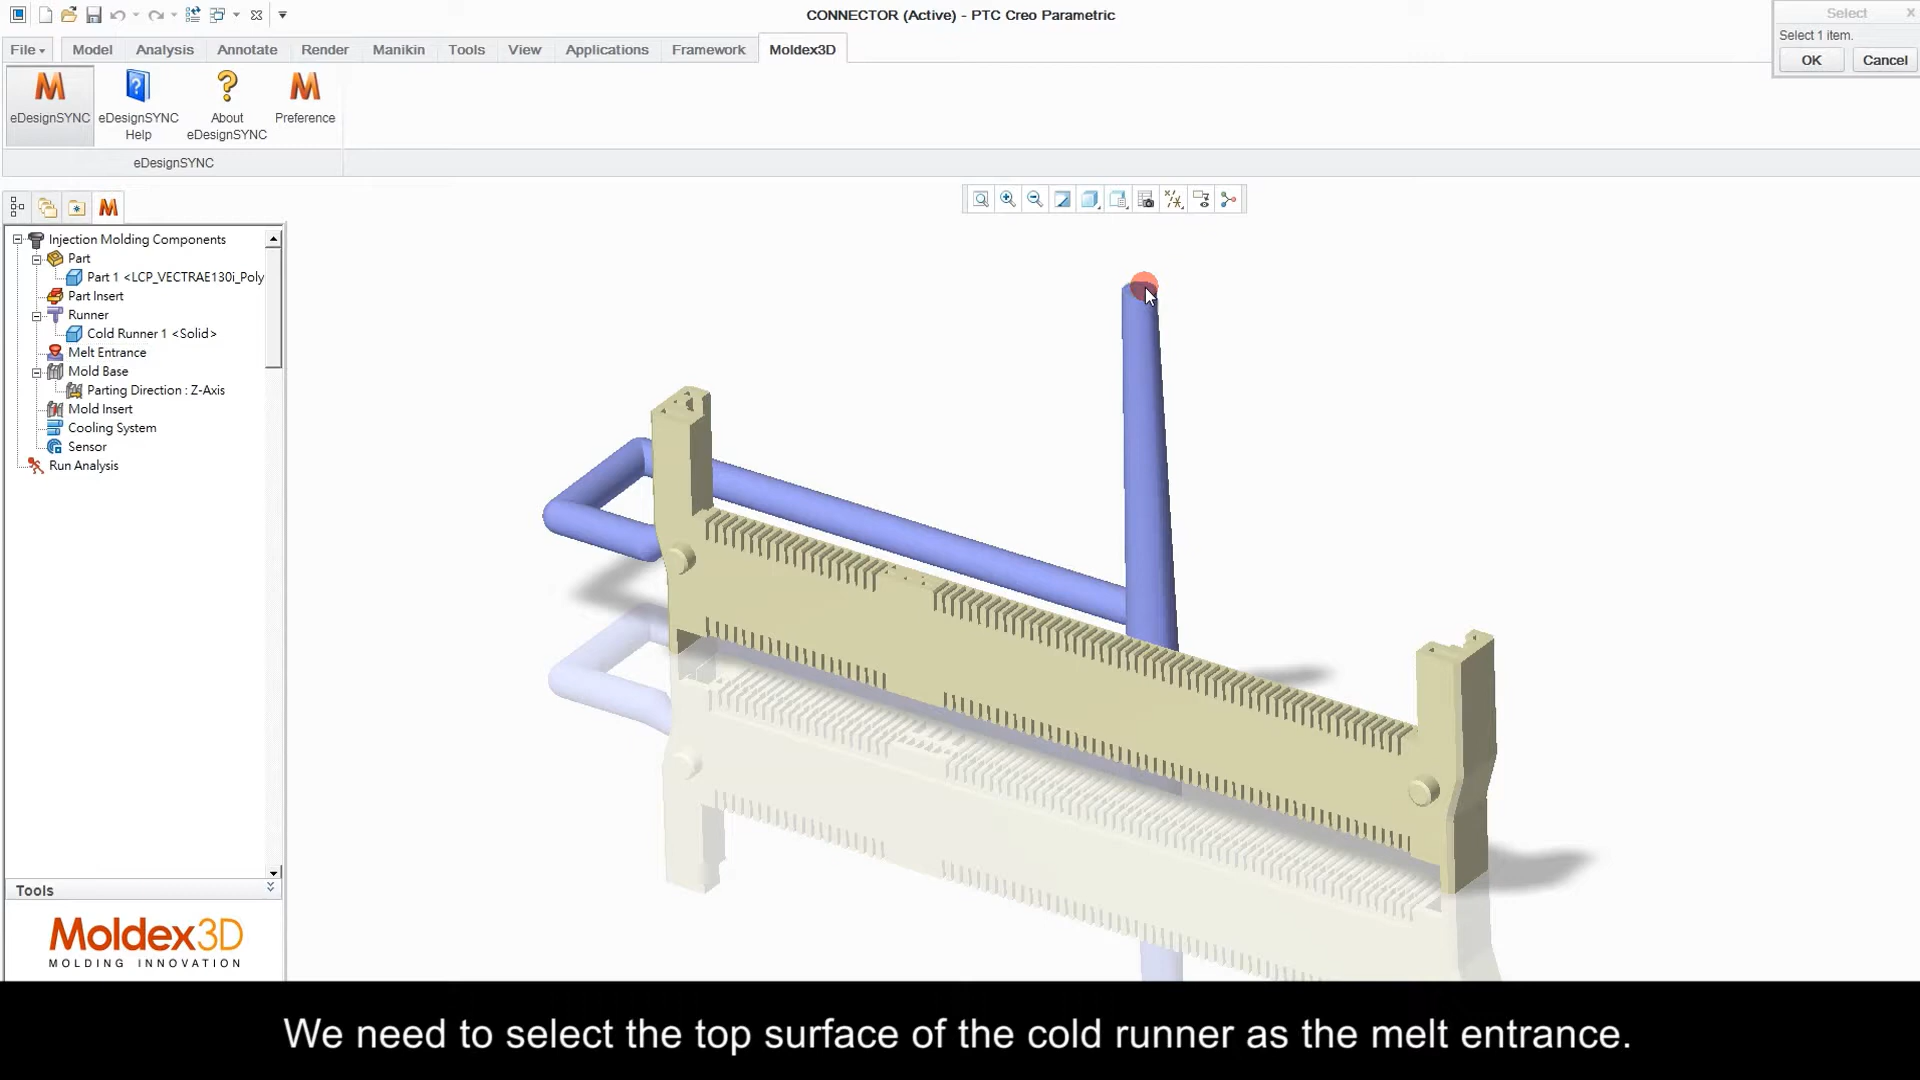 CONNECTOR (Active) - PTC Creo Parametric
Select
Select 1 item.
OK
Cancel
File
Model
Analysis
Annotate
Render
Manikin
Tools
View
Applications
Framework
Moldex3D
eDesignSYNC
eDesignSYNC
Help
About
eDesignSYNC
Preference
eDesignSYNC
Injection Molding Components
Part
Part 1 <LCP_VECTRAE130i_Poly
Part Insert
Runner
Cold Runner 1 <Solid>
Melt Entrance
Mold Base
Parting Direction : Z-Axis
Mold Insert
Cooling System
Sensor
Run Analysis
Tools
Moldex3D
MOLDING INNOVATION
We need to select the top surface of the cold runner as the melt entrance.